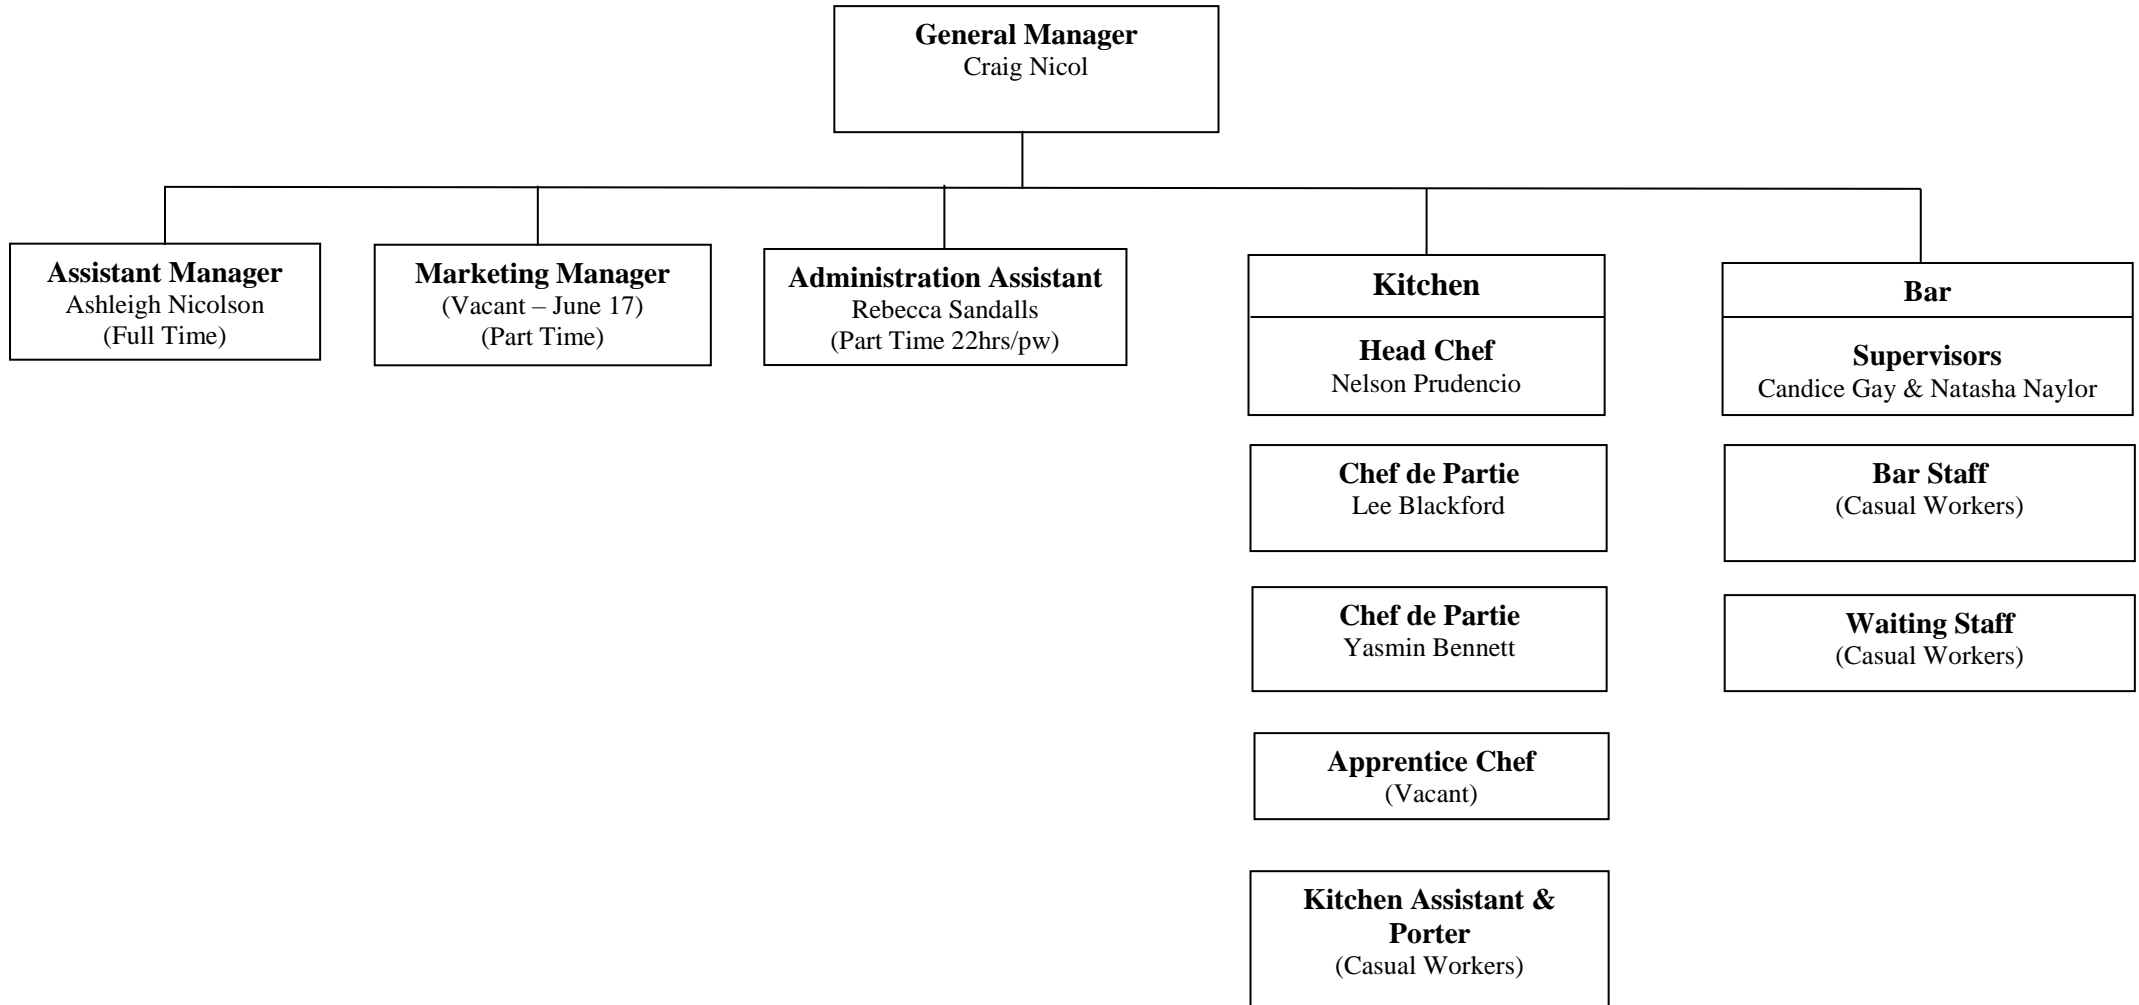 General Manager
Craig Nicol
Assistant Manager
Ashleigh Nicolson
(Full Time)
Marketing Manager
(Vacant – June 17)
(Part Time)
Administration Assistant
Rebecca Sandalls
(Part Time 22hrs/pw)
Kitchen
Head Chef
Nelson Prudencio
Chef de Partie
Lee Blackford
Chef de Partie
Yasmin Bennett
Apprentice Chef
(Vacant)
Kitchen Assistant &
Porter
(Casual Workers)
Bar
Supervisors
Candice Gay & Natasha Naylor
Bar Staff
(Casual Workers)
Waiting Staff
(Casual Workers)